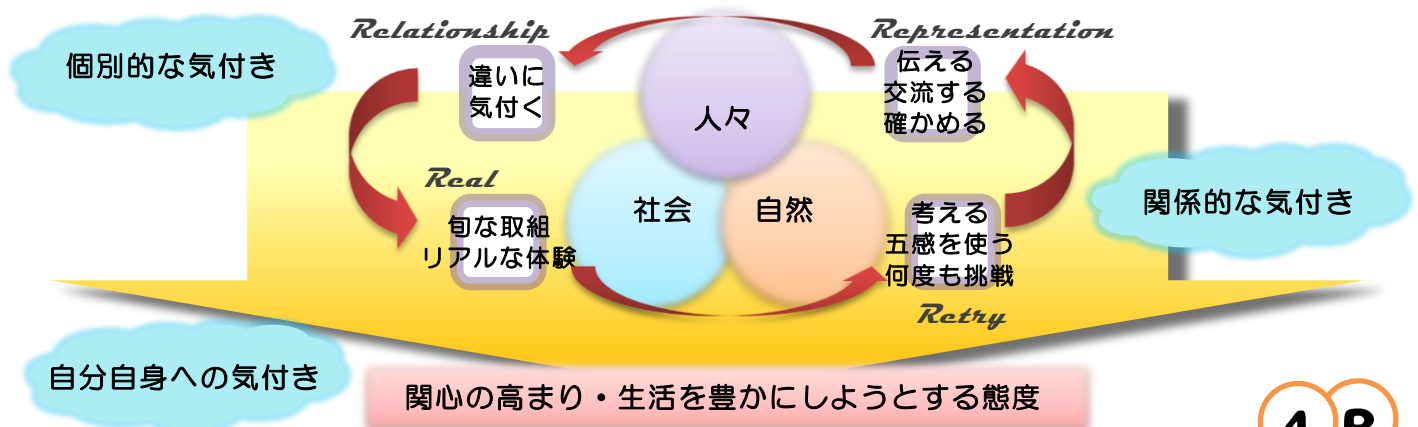 個別的な気付き
Relationship
違いに
気付く
人々
Representation
伝える
交流する
確かめる
Real
旬な取組
リアルな体験
社会
自然
考える
五感を使う
何度も挑戦
Retry
関係的な気付き
自分自身への気付き
関心の高まり・生活を豊かにしようとする態度